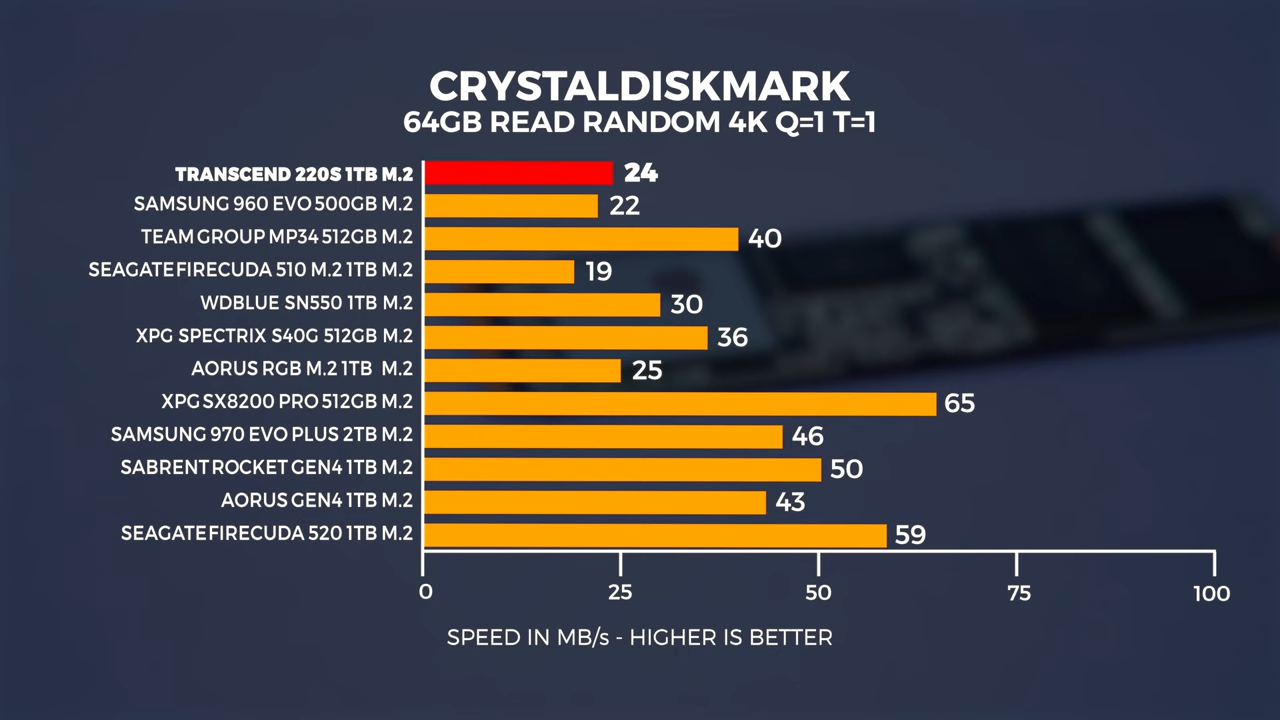 CRYSTALDISKMARK
64GB READ RANDOM 4K Q=1 T=1
TRANSCEND 220S 1TB M.2 24
SAMSUNG 960 EVO 500GB M.2 22
TEAM GROUP MP34 512GB M.2 40
SEAGATE FIRECUDA 510 M.2 1TB M.2 19
WDBLUE SN550 1TB M.2 30
XPG SPECTRIX S40G 512GB M.2 36
AORUS RGB M.2 1TB M.2 25
XPG SX8200 PRO 512GB M.2 65
SAMSUNG 970 EVO PLUS 2TB M.2 46
SABRENT ROCKET GEN4 1TB M.2 50
AORUS GEN4 1TB M.2 43
SEAGATE FIRECUDA 520 1TB M.2 59
0 25 50 75 100
SPEED IN MB/s - HIGHER IS BETTER